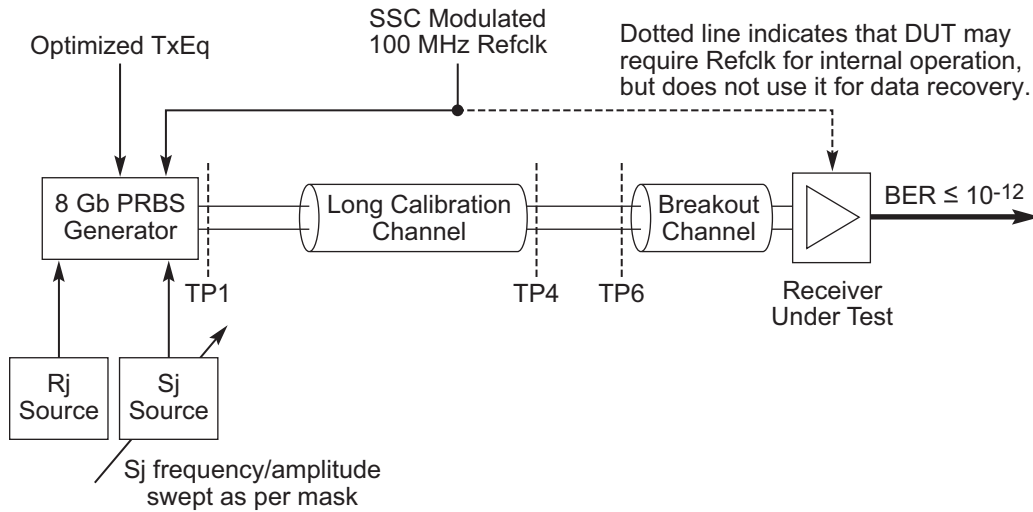 Optimized TxEq
SSC Modulated
100 MHz Refclk
Dotted line indicates that DUT may
require Refclk for internal operation,
but does not use it for data recovery.
8 Gb PRBS
Generator
Long Calibration
Channel
Breakout
Channel
BER ≤ 10-12
TP1
TP4
TP6
Receiver
Under Test
Rj
Source
Sj
Source
Sj frequency/amplitude
swept as per mask